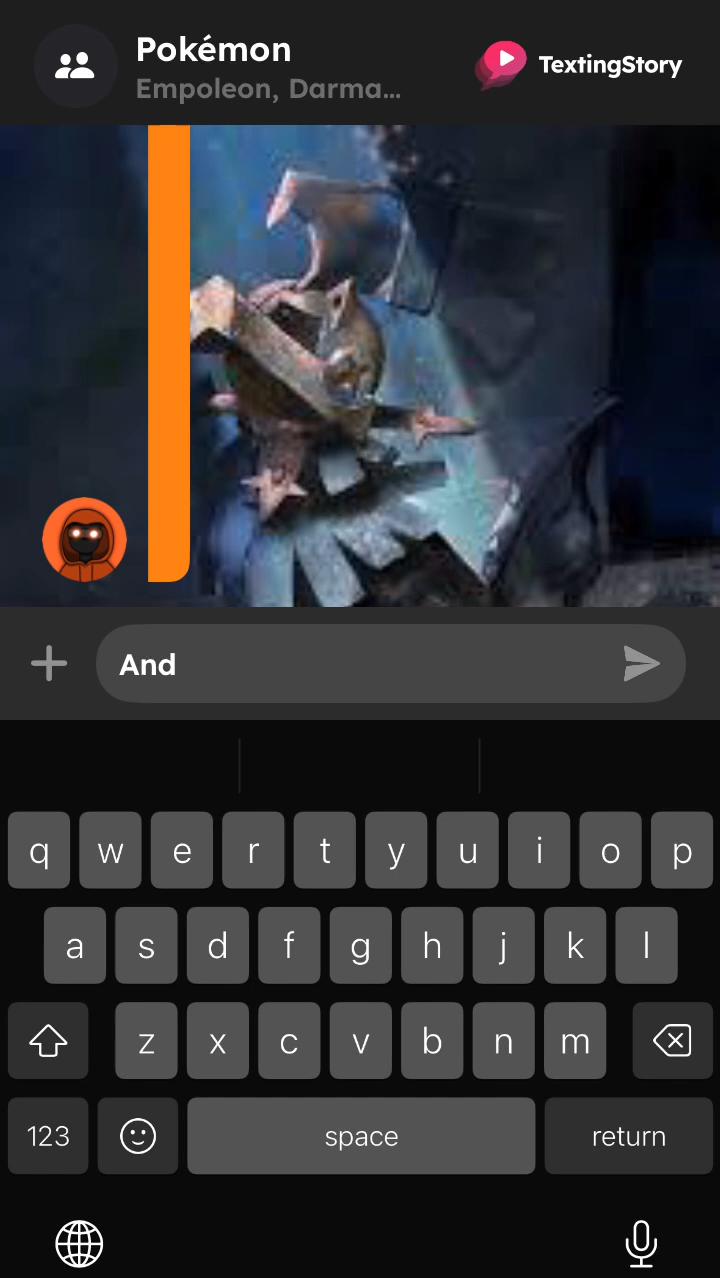 Pokémon
Empoleon, Darma...
TextingStory
And
q w e r t y u i o p
a s d f g h j k l
z x c v b n m
123 space return